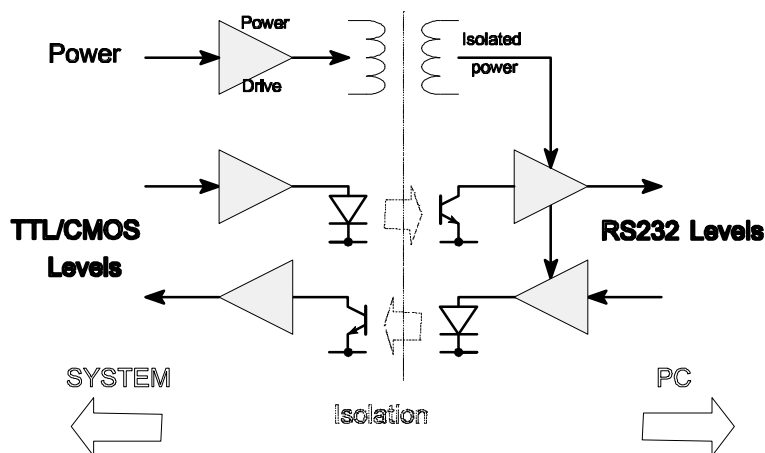 Power
Power
Drive
Isolated
power
TTL/CMOS
Levels
RS232 Levels
SYSTEM
Isolation
PC